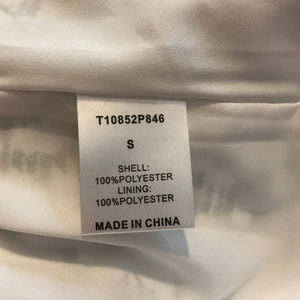 T10852P846
S
SHELL:
100%POLYESTER
LINING:
100%POLYESTER
MADE IN CHINA